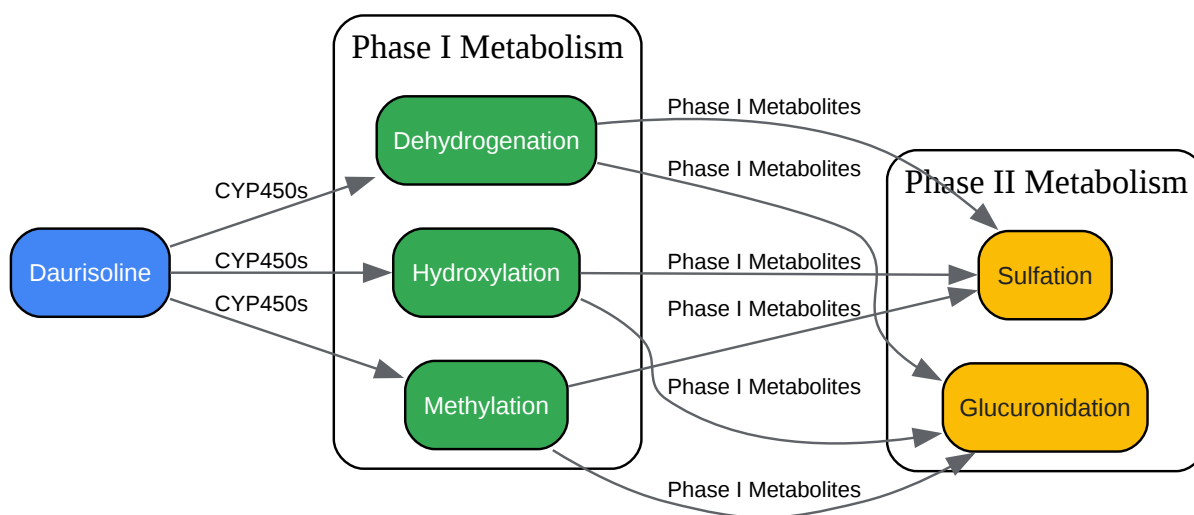 Phase I Metabolism
Phase I Metabolites
Dehydrogenation
Phase I Metabolites
CYP450s
Phase II Metabolism
Daurisoline
CYP450s
Hydroxylation
Phase I Metabolites
Sulfation
CYP450s
Phase I Metabolites
Methylation
Phase I Metabolites
Glucuronidation
Phase I Metabolites